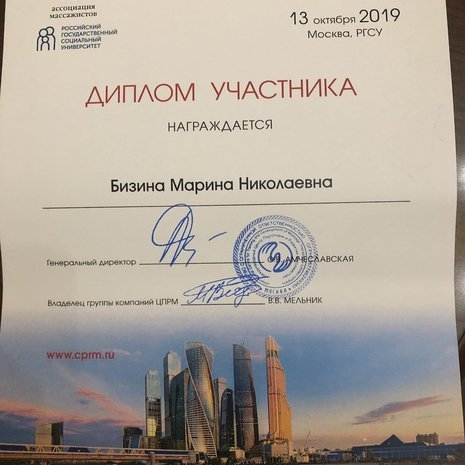 ассоциация
массажистов
РОССИЙСКИЙ
ГОСУДАРСТВЕННЫЙ
СОЦИАЛЬНЫЙ
УНИВЕРСИТЕТ
13 октября 2019
Москва, РГСУ
ДИПЛОМ УЧАСТНИКА
НАГРАЖДАЕТСЯ
Бизина Марина Николаевна
Генеральный директор АМЧЕСЛАВСКАЯ
Владелец группы компаний ЦПРМ В.В. МЕЛЬНИК
www.cprm.ru